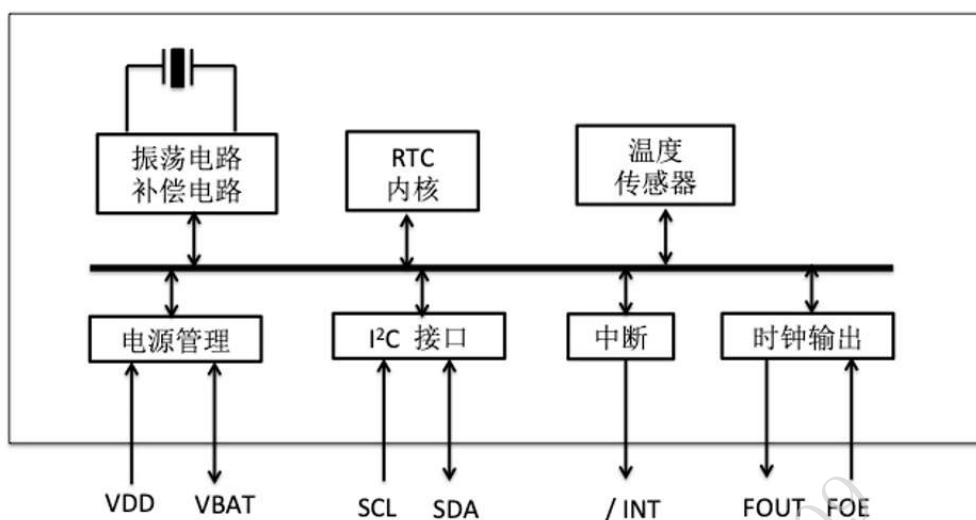 振荡电路
补偿电路
RTC
内核
温度
传感器
电源管理
I²C 接口
中断
时钟输出
VDD VBAT SCL SDA / INT FOUT FOE